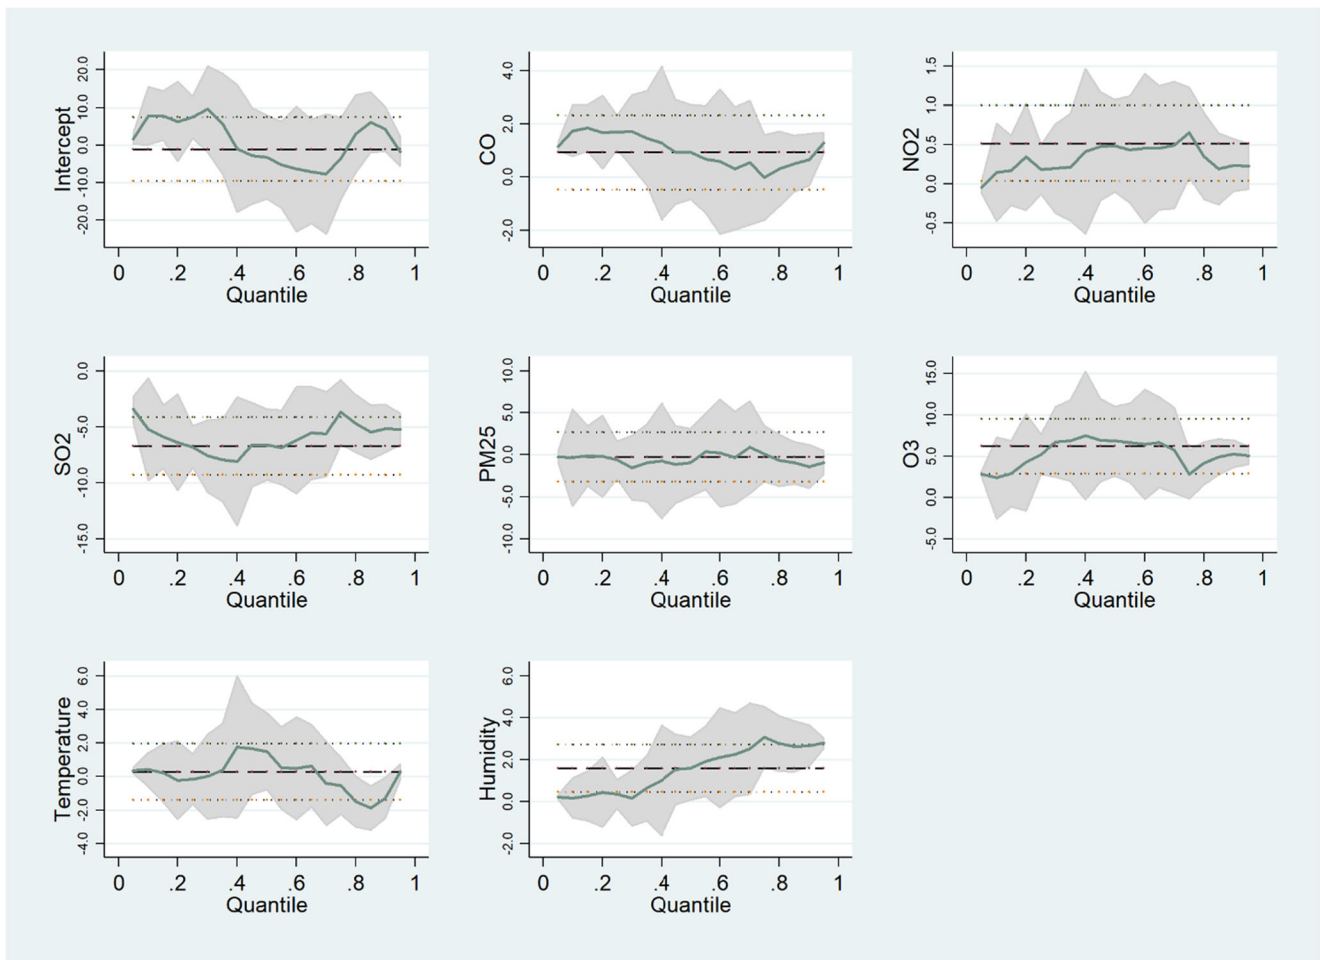 Intercept
-20.0 -10.0 0.0 10.0 20.0
0 .2 .4 .6 .8 1
Quantile
CO
-2.0 0.0 2.0 4.0
0 .2 .4 .6 .8 1
Quantile
NO2
-0.5 0.0 0.5 1.0 1.5
0 .2 .4 .6 .8 1
Quantile
SO2
-15.0 -10.0 -5.0 0.0
0 .2 .4 .6 .8 1
Quantile
PM25
-10.0 -5.0 0.0 5.0 10.0
0 .2 .4 .6 .8 1
Quantile
O3
-5.0 0.0 5.0 10.0 15.0
0 .2 .4 .6 .8 1
Quantile
Temperature
-4.0 -2.0 0.0 2.0 4.0 6.0
0 .2 .4 .6 .8 1
Quantile
Humidity
-2.0 0.0 2.0 4.0 6.0
0 .2 .4 .6 .8 1
Quantile